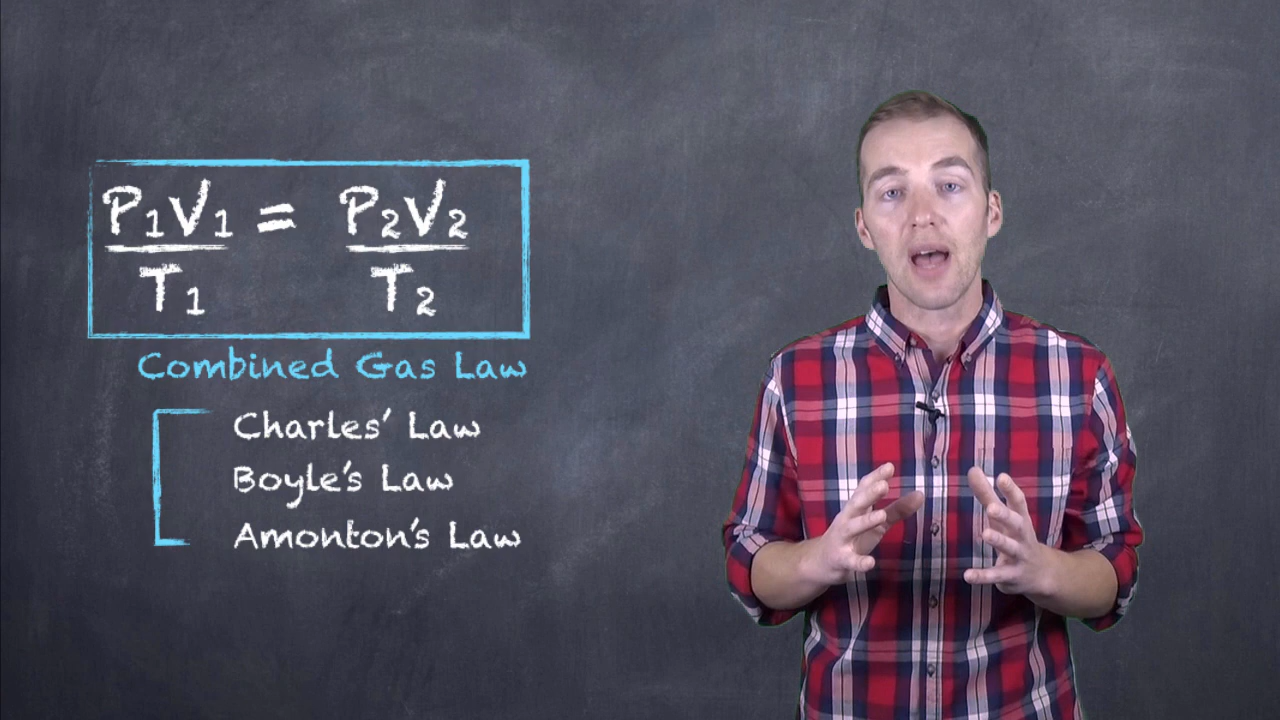 P₁V₁ = P₂V₂
T₁ T₂
Combined Gas Law
Charles’ Law
Boyle’s Law
Amonton’s Law